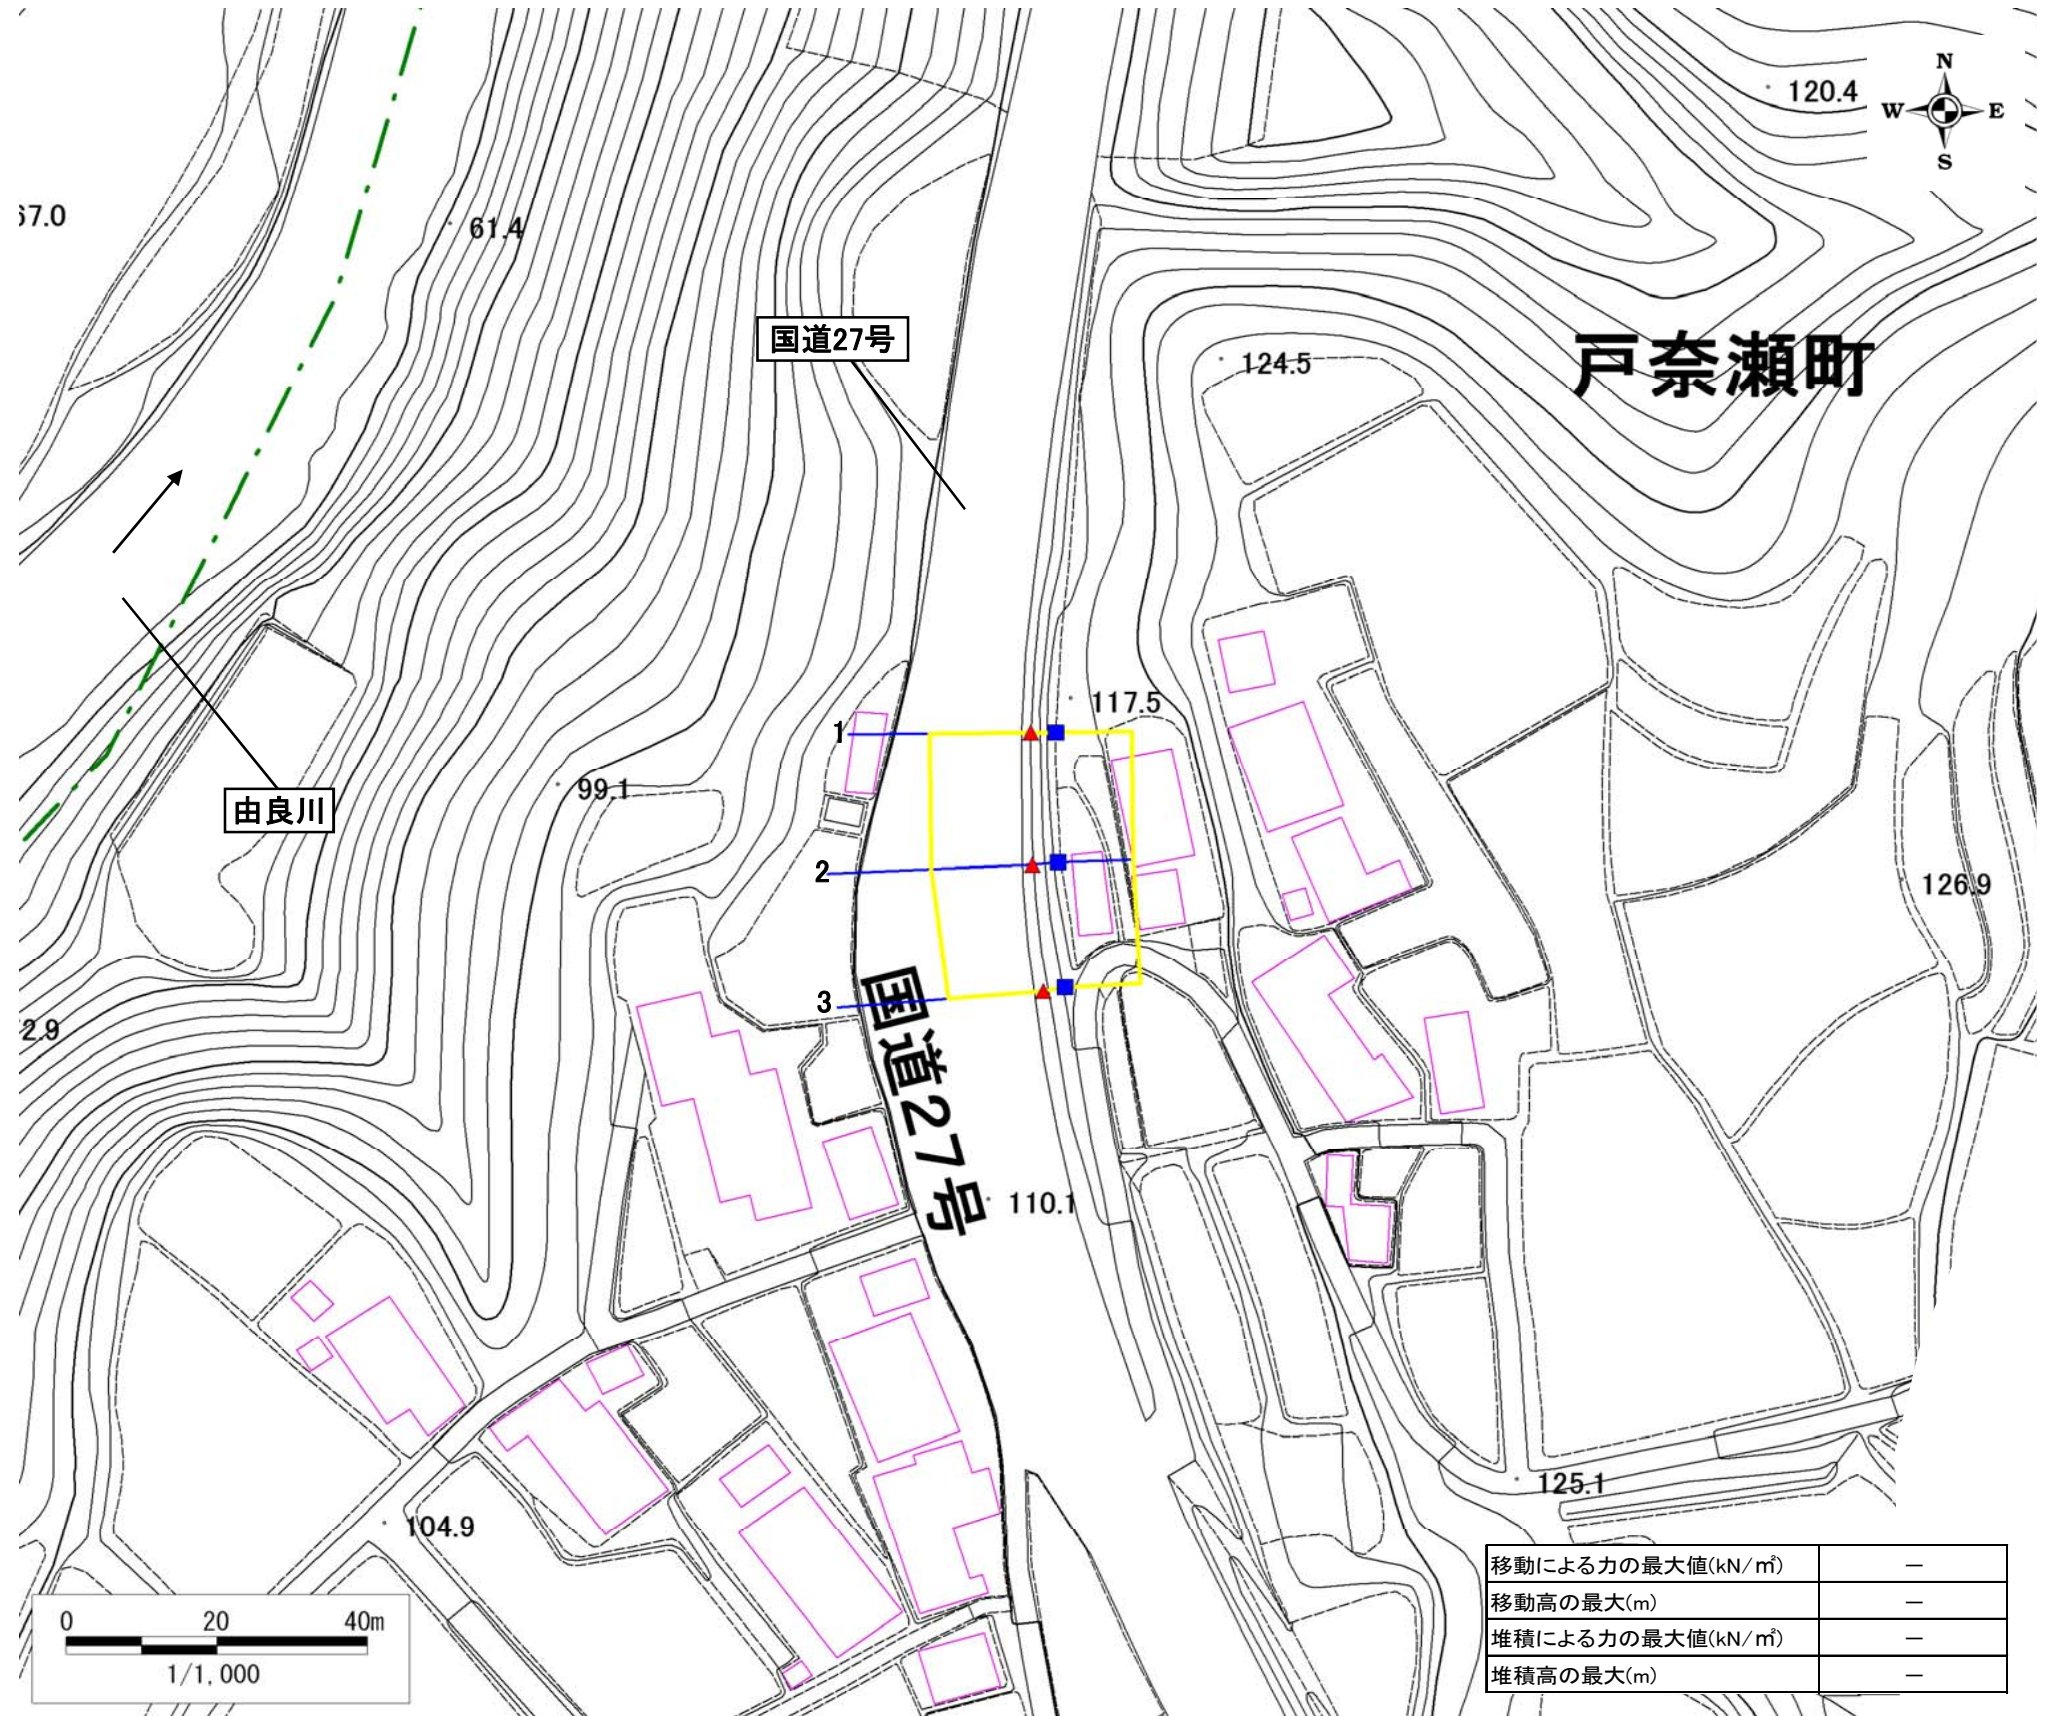 N
W E
S
120.4
67.0
61.4
国道27号
124.5
戸奈瀬町
117.5
1
99.1
由良川
2
126.9
3
国道27号
2.9
110.1
125.1
104.9
移動による力の最大値(kN/㎡) －
移動高の最大(m) －
堆積による力の最大値(kN/㎡) －
堆積高の最大(m) －
0 20 40m
1/1,000